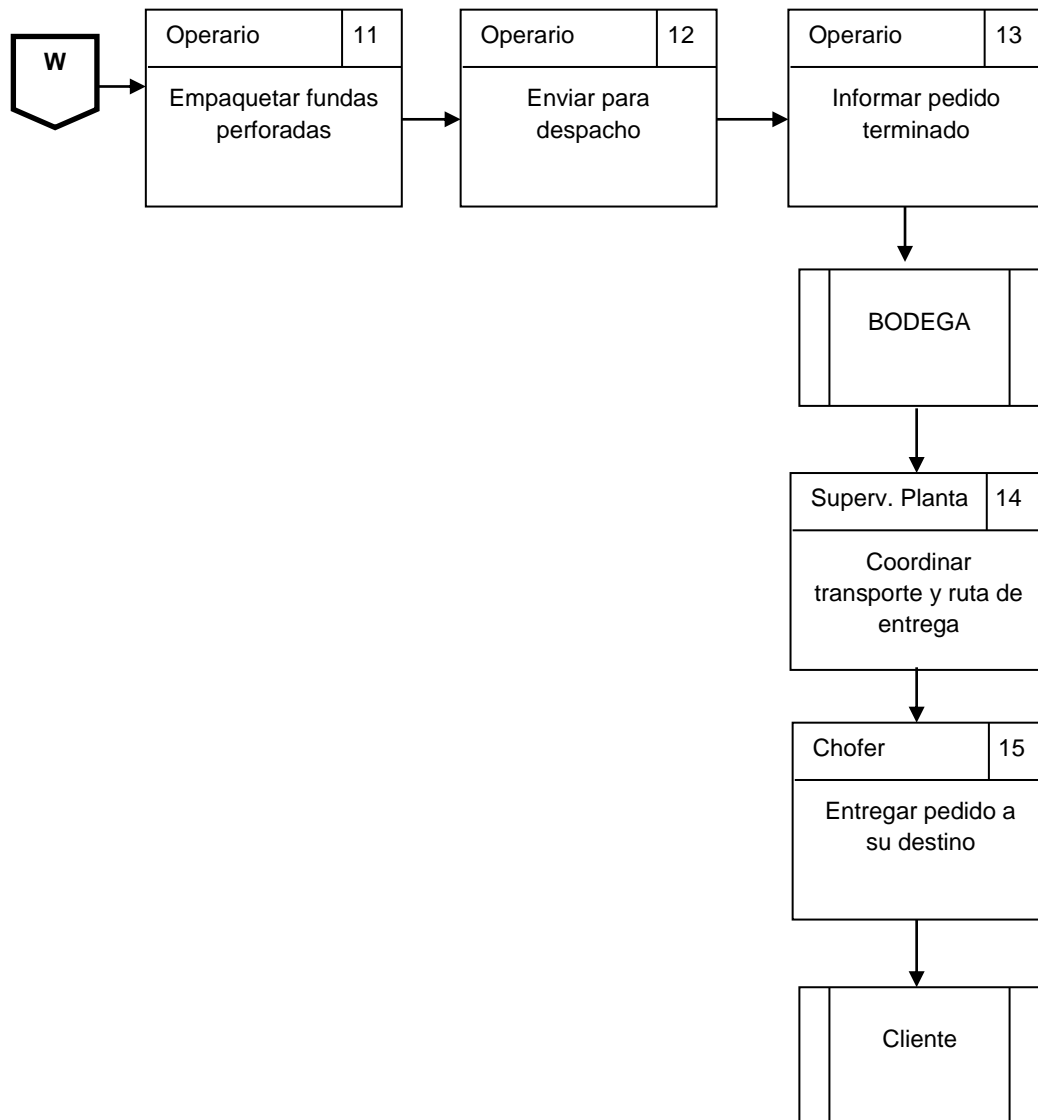 W
Operario 11
Empaquetar fundas
perforadas
Operario 12
Enviar para
despacho
Operario 13
Informar pedido
terminado
BODEGA
Superv. Planta 14
Coordinar
transporte y ruta de
entrega
Chofer 15
Entregar pedido a
su destino
Cliente